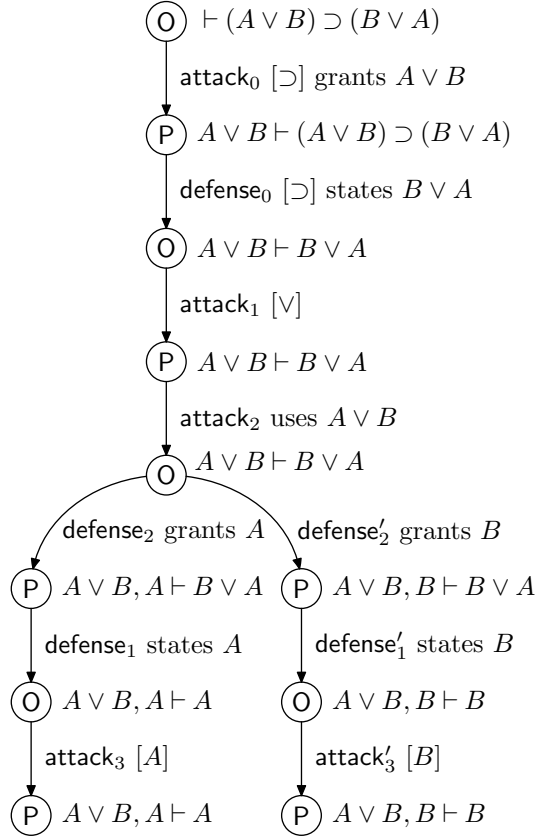 O ⊢ (A ∨ B) ⊃ (B ∨ A)
attack₀ [⊃] grants A ∨ B
P A ∨ B ⊢ (A ∨ B) ⊃ (B ∨ A)
defense₀ [⊃] states B ∨ A
O A ∨ B ⊢ B ∨ A
attack₁ [∨]
P A ∨ B ⊢ B ∨ A
attack₂ uses A ∨ B
O A ∨ B ⊢ B ∨ A
defense₂ grants A defense′₂ grants B
P A ∨ B, A ⊢ B ∨ A P A ∨ B, B ⊢ B ∨ A
defense₁ states A defense′₁ states B
O A ∨ B, A ⊢ A O A ∨ B, B ⊢ B
attack₃ [A] attack′₃ [B]
P A ∨ B, A ⊢ A P A ∨ B, B ⊢ B